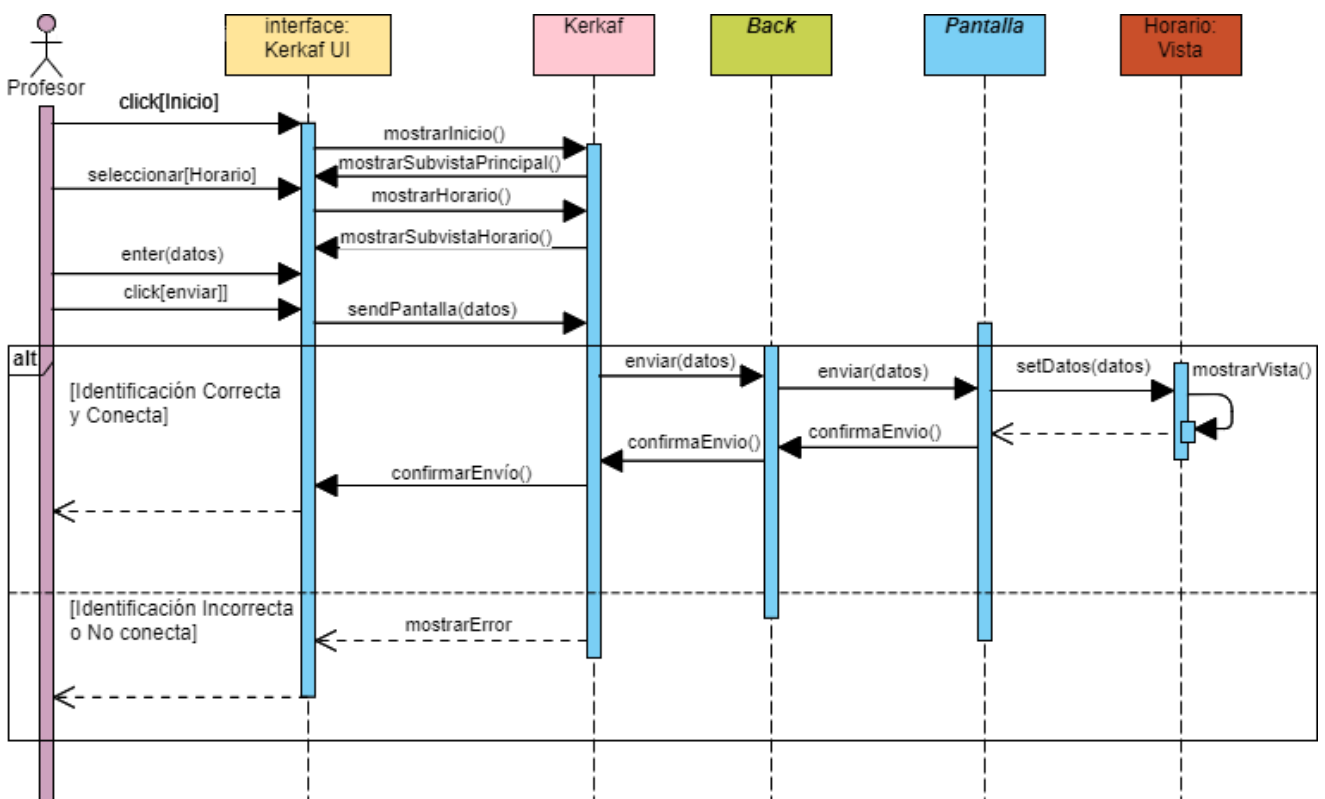 interface:
Kerkaf UI
Kerkaf
Back
Pantalla
Horario:
Vista
Profesor
click[Inicio]
mostrarInicio()
mostrarSubvistaPrincipal()
seleccionar[Horario]
mostrarHorario()
mostrarSubvistaHorario()
enter(datos)
click[enviar]]
sendPantalla(datos)
alt
[Identificación Correcta
y Conecta]
enviar(datos)
enviar(datos)
setDatos(datos)
mostrarVista()
confirmaEnvio()
confirmaEnvio()
confirmarEnvío()
[Identificación Incorrecta
o No conecta]
mostrarError